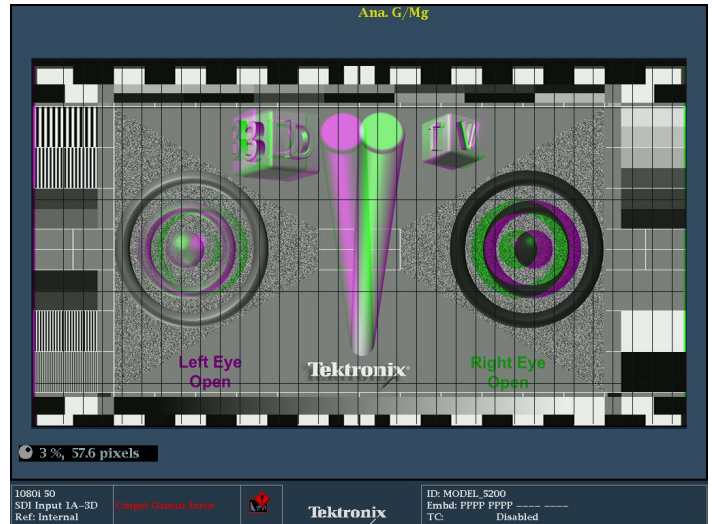 Ana. G/Mg
3D TV
Left Eye
Open
Tektronix®
Right Eye
Open
3 %, 57.6 pixels
1080i 50
SDI Input 1A-3D
Ref: Internal
Cmpst Gamut Error
Tektronix
ID: MODEL_5200
Embd: PPPP PPPP ---- ----
TC: Disabled